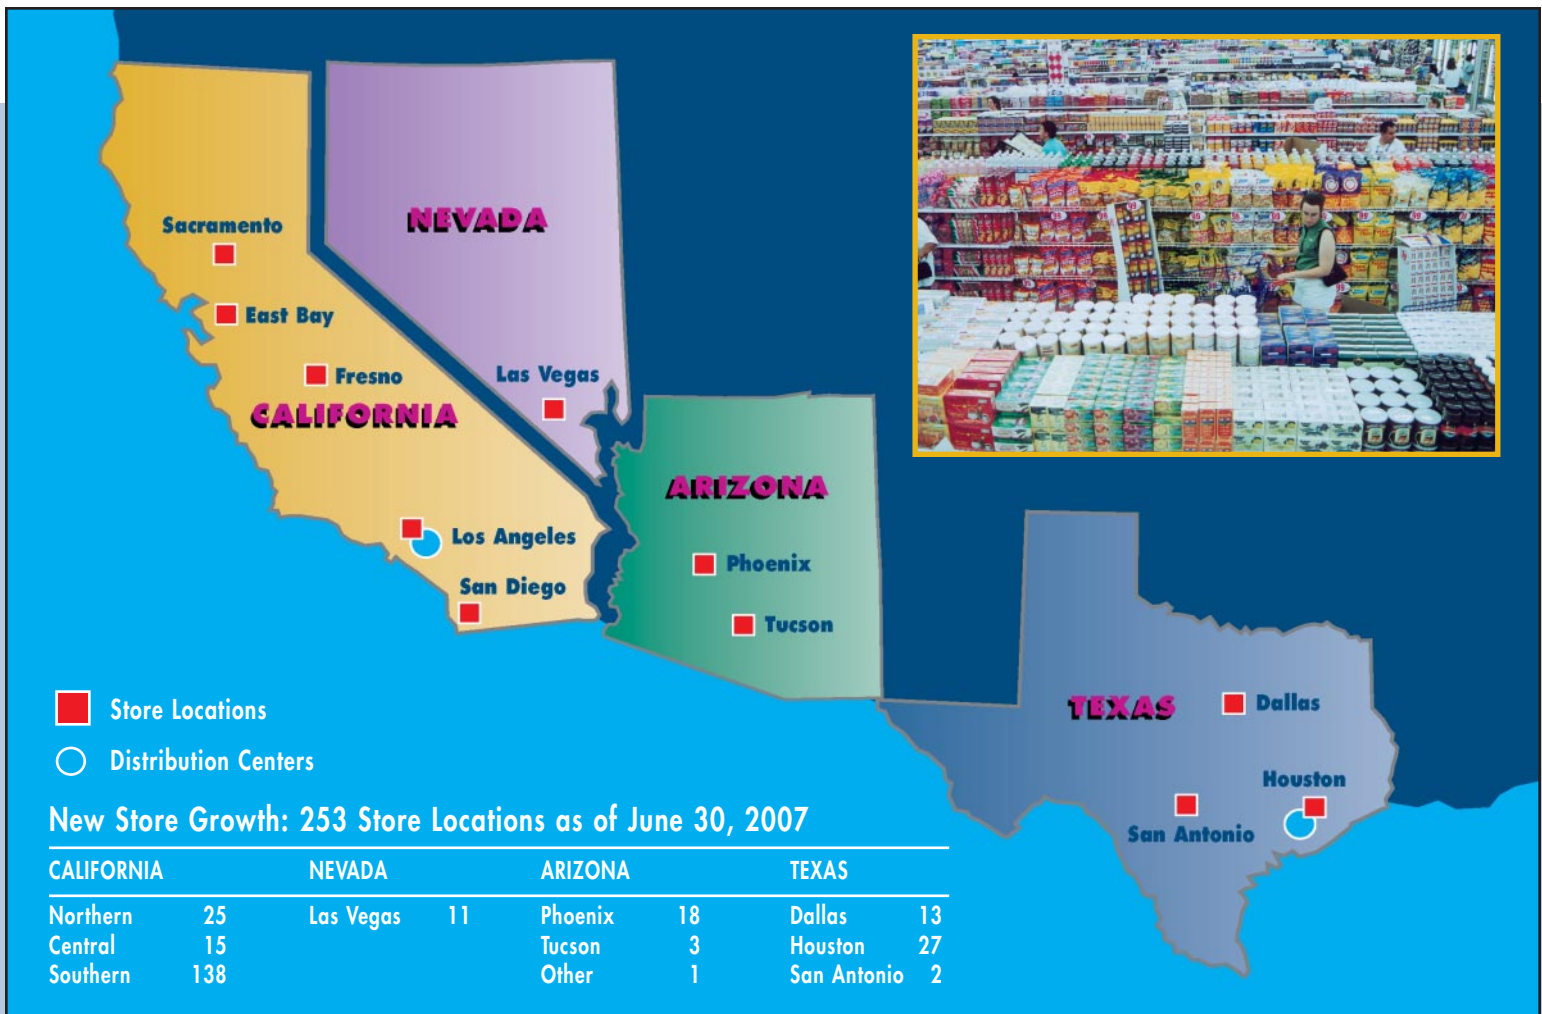 NEVADA
Sacramento
East Bay
Fresno
Las Vegas
CALIFORNIA
ARIZONA
Los Angeles
Phoenix
San Diego
Tucson
TEXAS
Dallas
Houston
San Antonio
Store Locations
Distribution Centers
New Store Growth: 253 Store Locations as of June 30, 2007
CALIFORNIA NEVADA ARIZONA TEXAS
Northern 25 Las Vegas 11 Phoenix 18 Dallas 13
Central 15 Tucson 3 Houston 27
Southern 138 Other 1 San Antonio 2